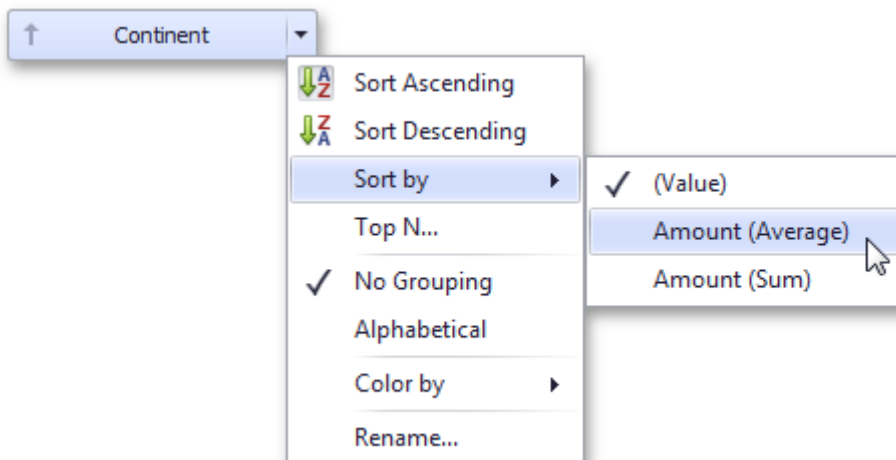 Continent
Sort Ascending
Sort Descending
Sort by
(Value)
Top N...
Amount (Average)
No Grouping
Amount (Sum)
Alphabetical
Color by
Rename...